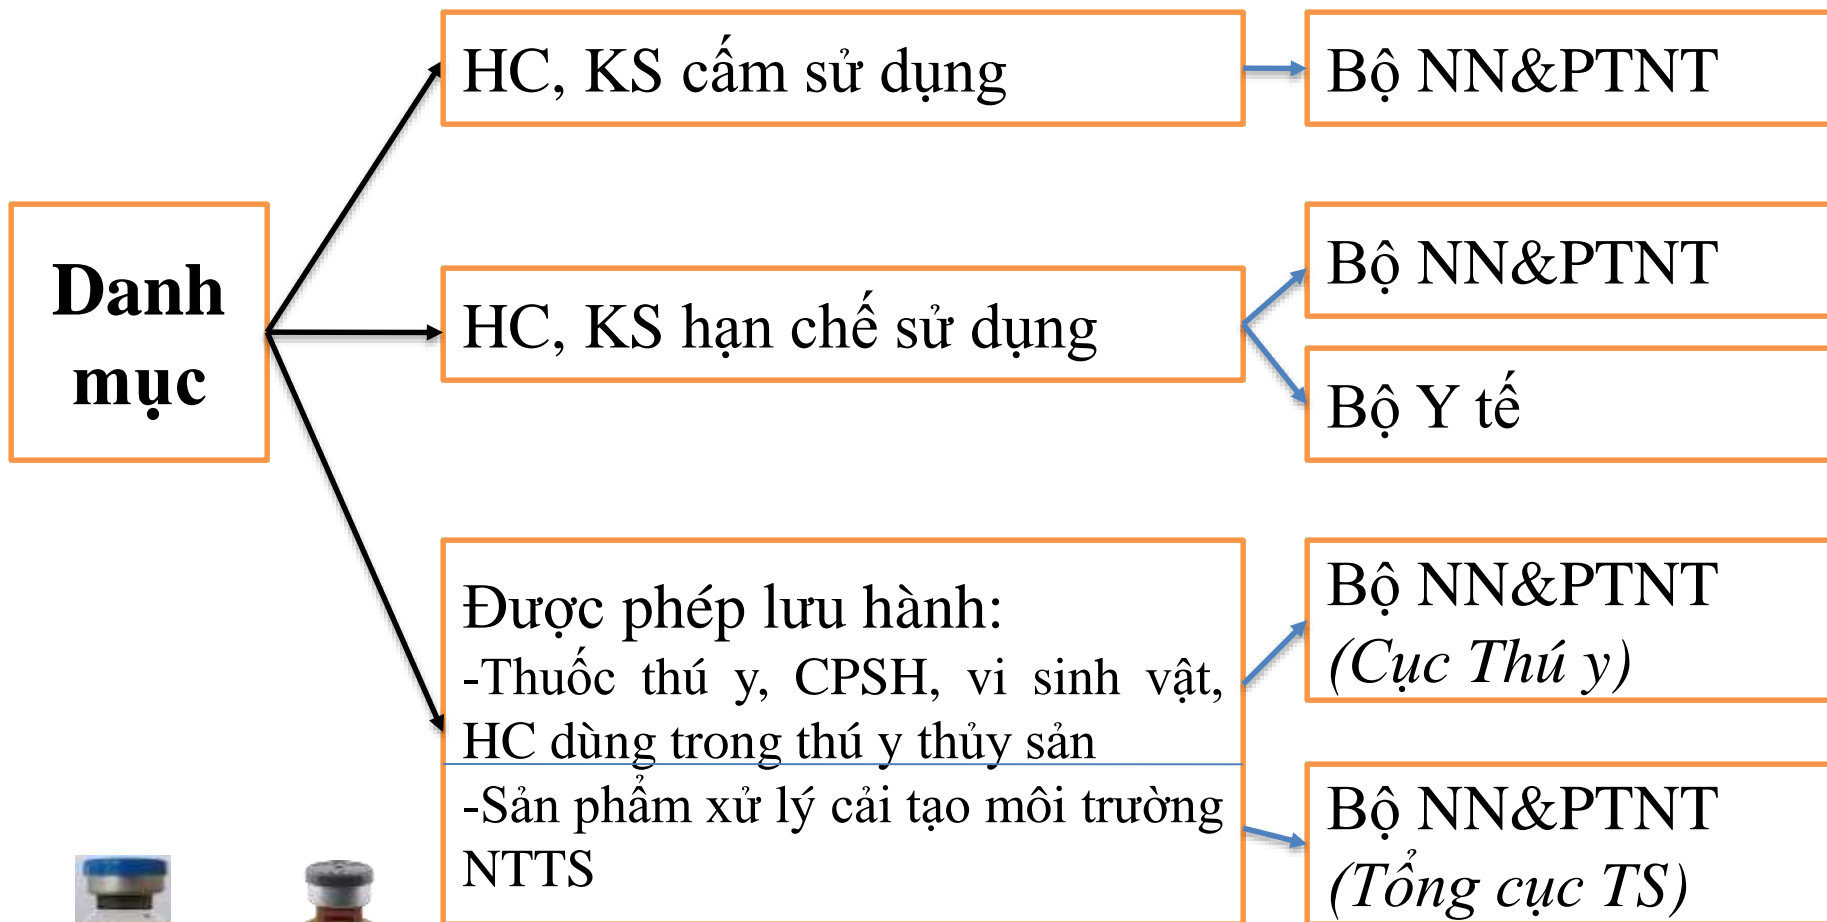 Danh
mục
HC, KS cấm sử dụng
Bộ NN&PTNT
HC, KS hạn chế sử dụng
Bộ NN&PTNT
Bộ Y tế
Được phép lưu hành:
-Thuốc thú y, CPSH, vi sinh vật,
HC dùng trong thú y thủy sản
-Sản phẩm xử lý cải tạo môi trường
NTTS
Bộ NN&PTNT
(Cục Thú y)
Bộ NN&PTNT
(Tổng cục TS)